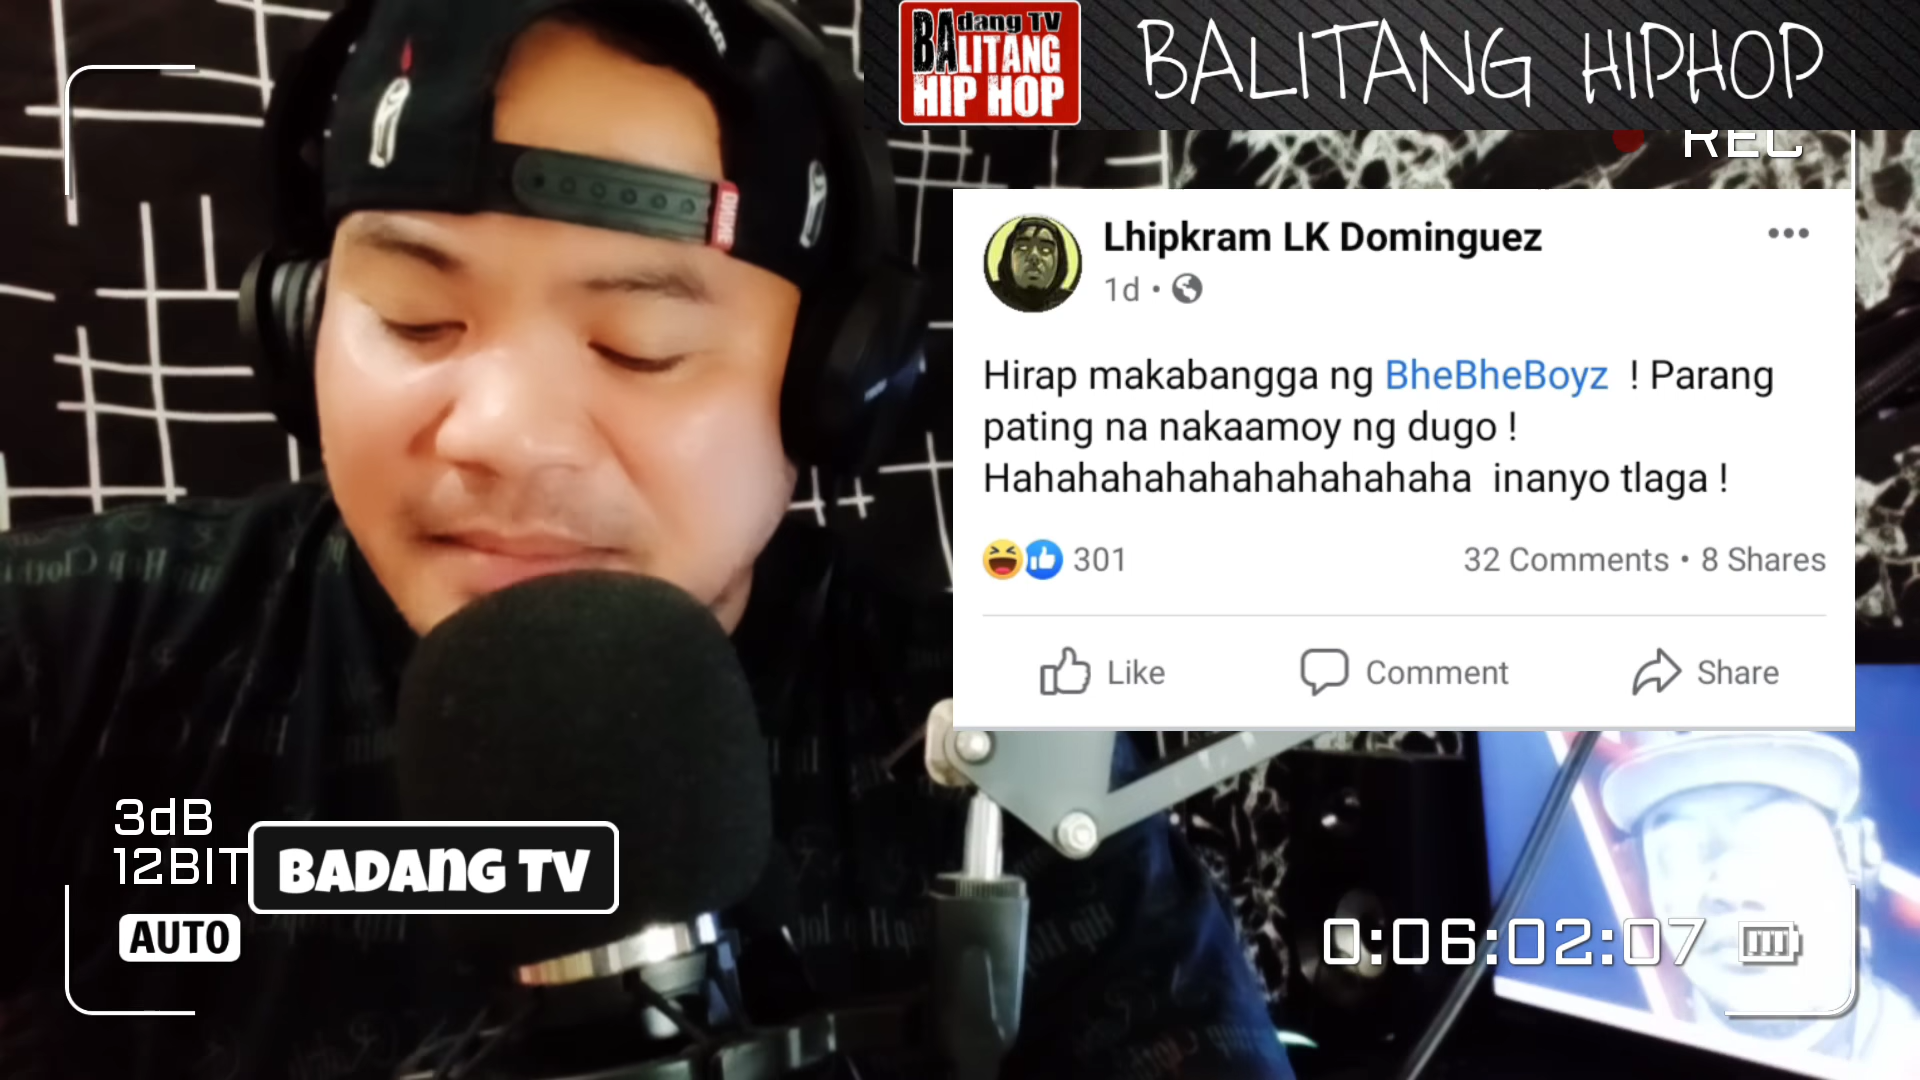 BAdang TV
BALITANG
HIP HOP
BALITANG HIPHOP
REC
Lhipkram LK Dominguez
1d
Hirap makabangga ng BheBheBoyz ! Parang
pating na nakaamoy ng dugo !
Hahahahahahahahahahaha inanyo tlaga !
301
32 Comments • 8 Shares
Like
Comment
Share
3dB
12BIT
BADANG TV
AUTO
0:06:02:07